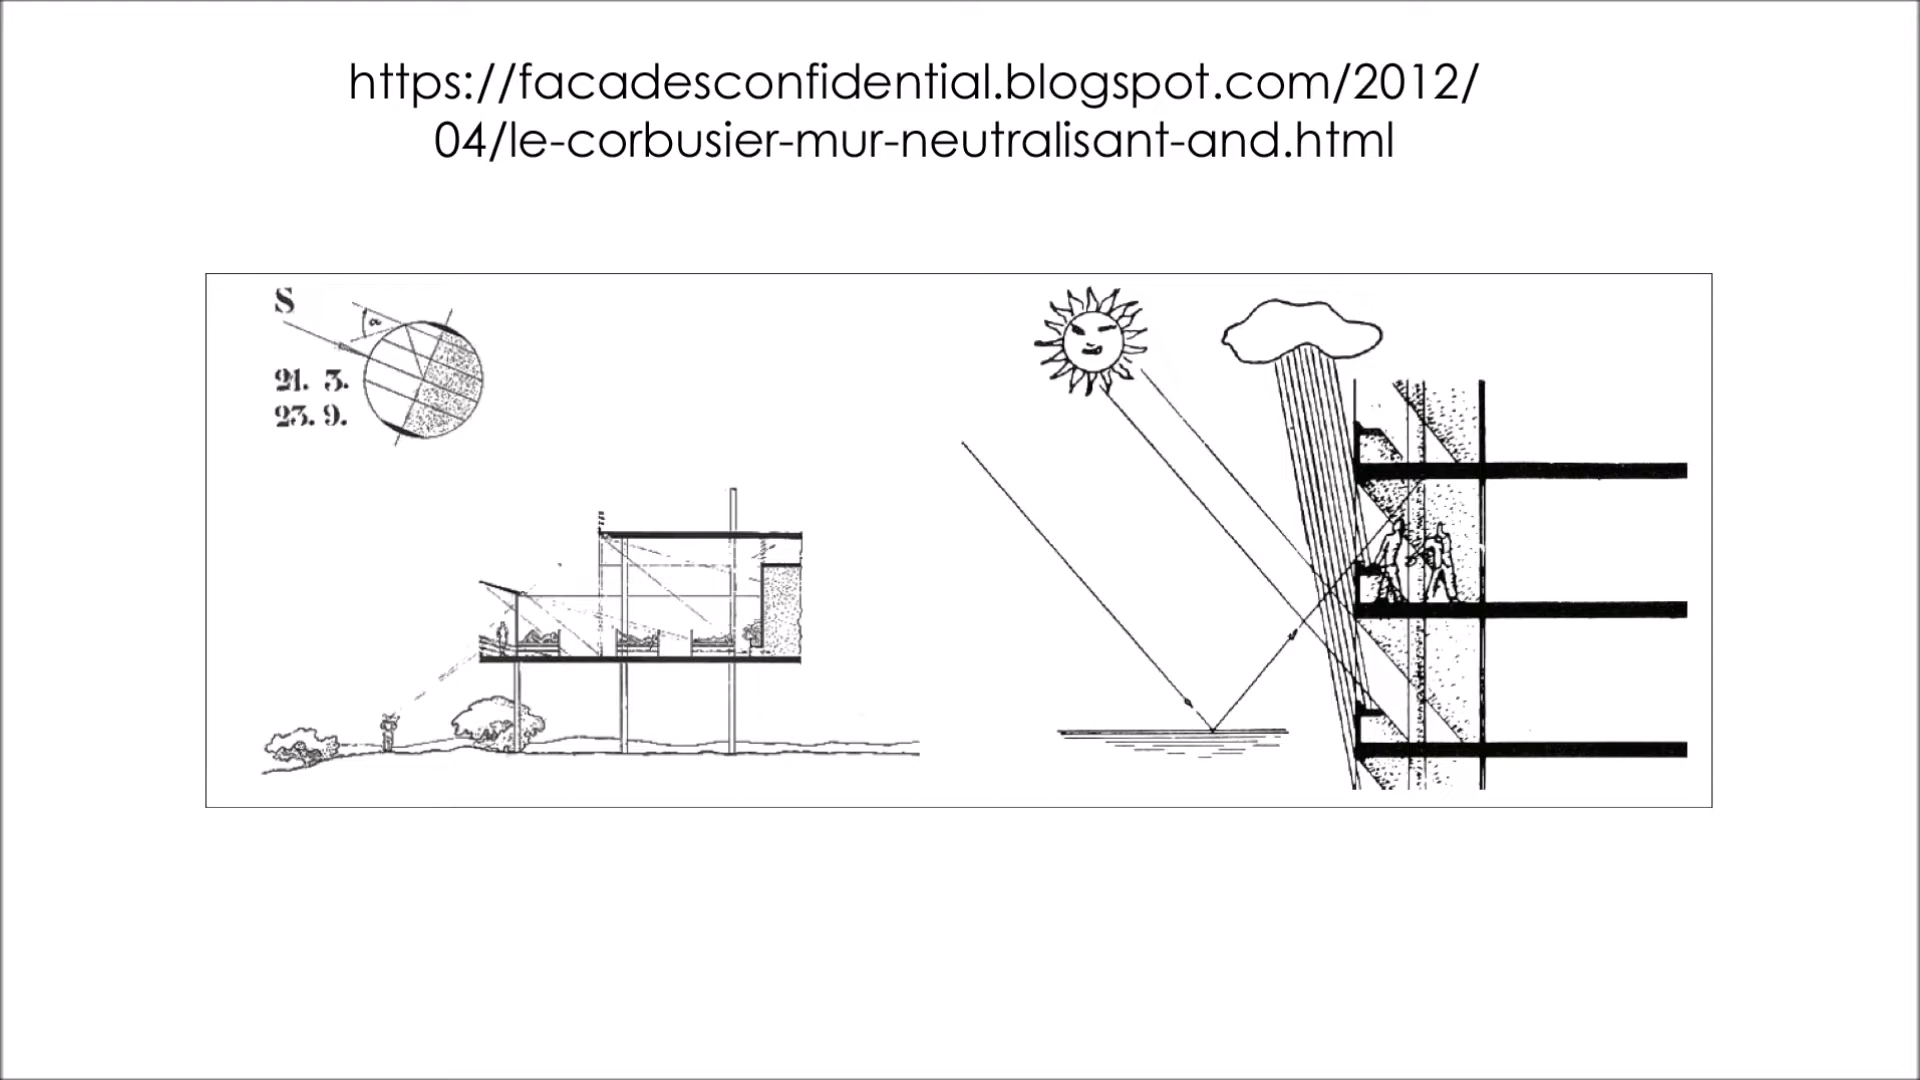 https://facadesconfidential.blogspot.com/2012/
04/le-corbusier-mur-neutralisant-and.html
S
α
21. 3.
23. 9.